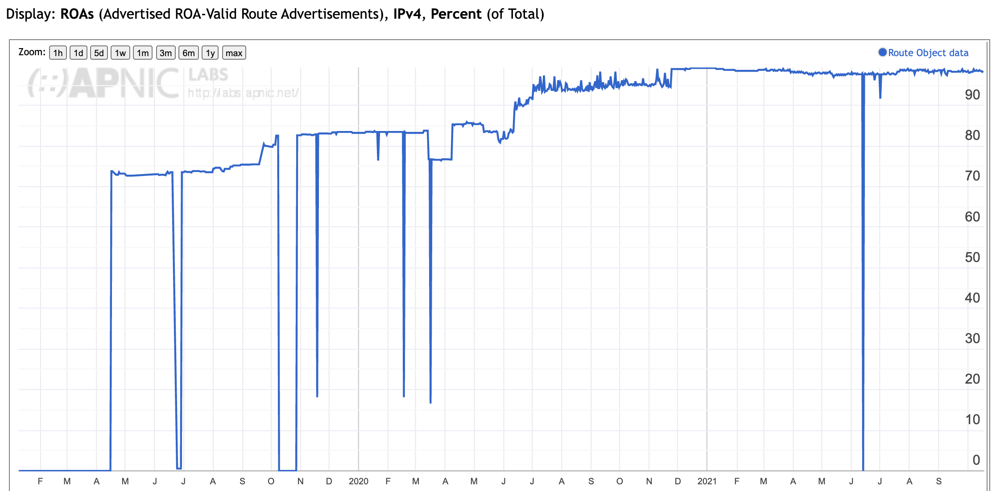 Display: ROAs (Advertised ROA-Valid Route Advertisements), IPv4, Percent (of Total)
Zoom: 1h 1d 5d 1w 1m 3m 6m 1y max
Route Object data
(::)APNIC LABS
http://labs.apnic.net/
90
80
70
60
50
40
30
20
10
0
F M A M J J A S O N D 2020 F M A M J J A S O N D 2021 F M A M J J A S